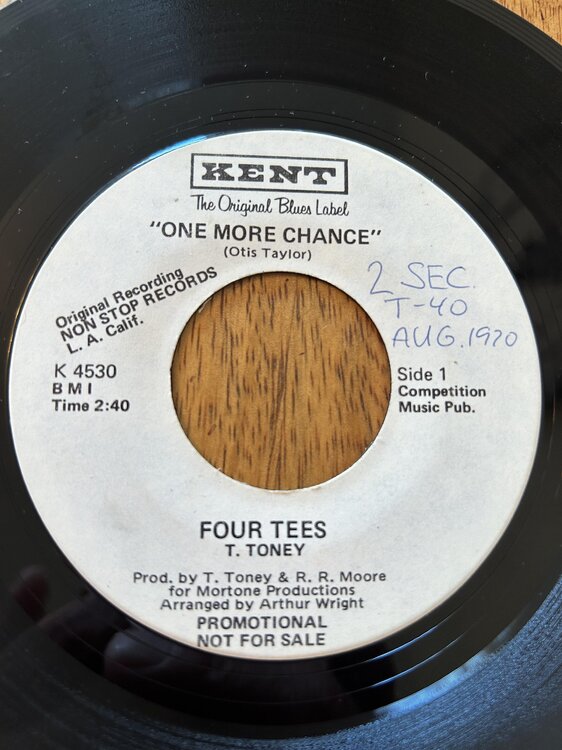 KENT
The Original Blues Label
"ONE MORE CHANCE"
(Otis Taylor)
Original Recording
NON STOP RECORDS
L. A. Calif.
2 SEC.
T-40
AUG. 1970
K 4530
B M I
Time 2:40
Side 1
Competition
Music Pub.
FOUR TEES
T. TONEY
Prod. by T. Toney & R. R. Moore
for Mortone Productions
Arranged by Arthur Wright
PROMOTIONAL
NOT FOR SALE